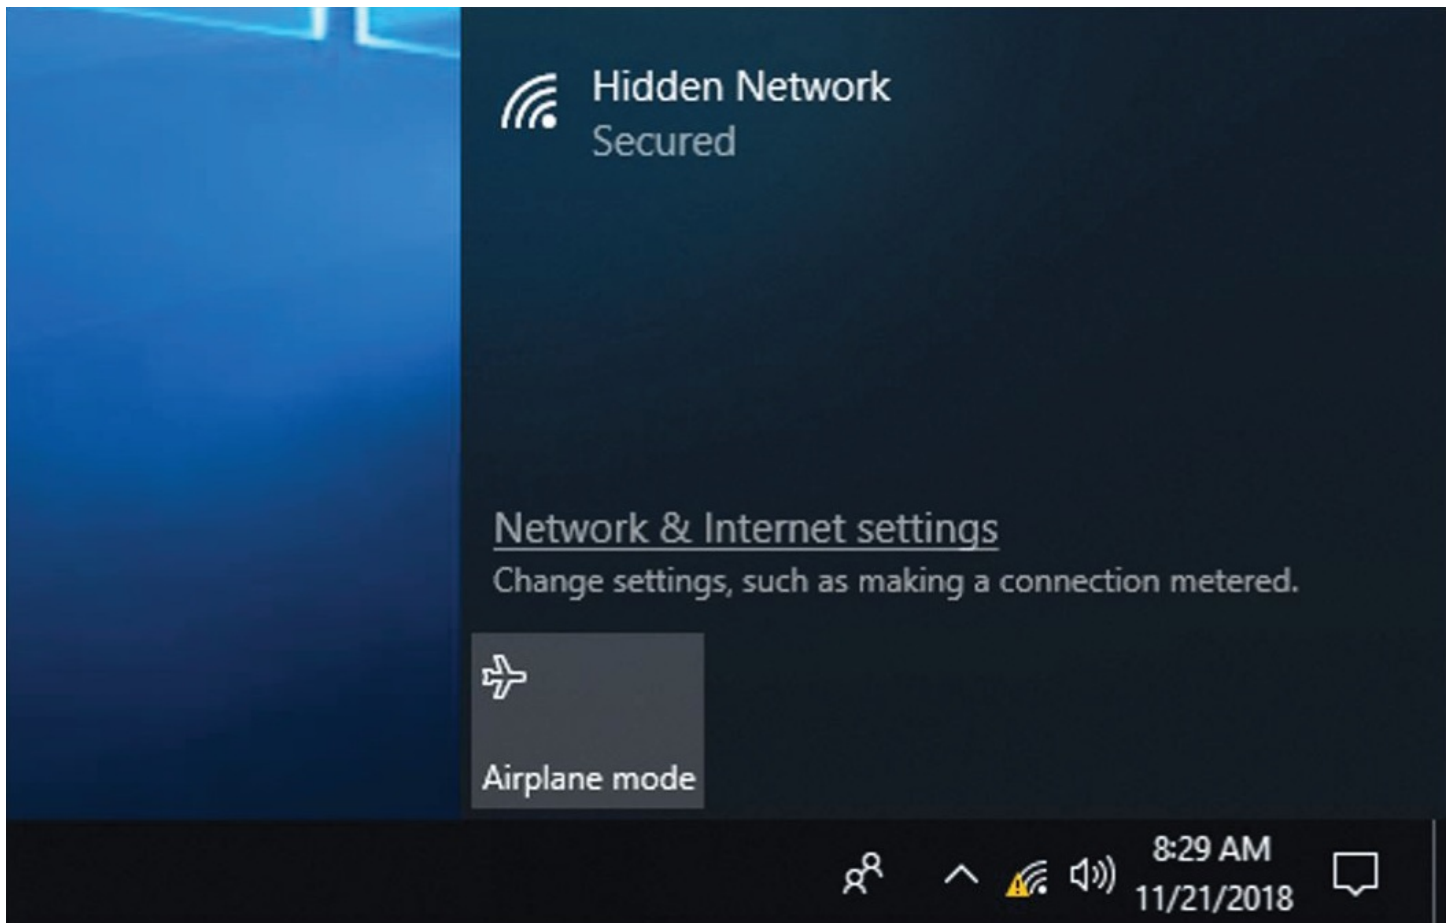 Hidden Network
Secured
Network & Internet settings
Change settings, such as making a connection metered.
Airplane mode
8:29 AM
11/21/2018